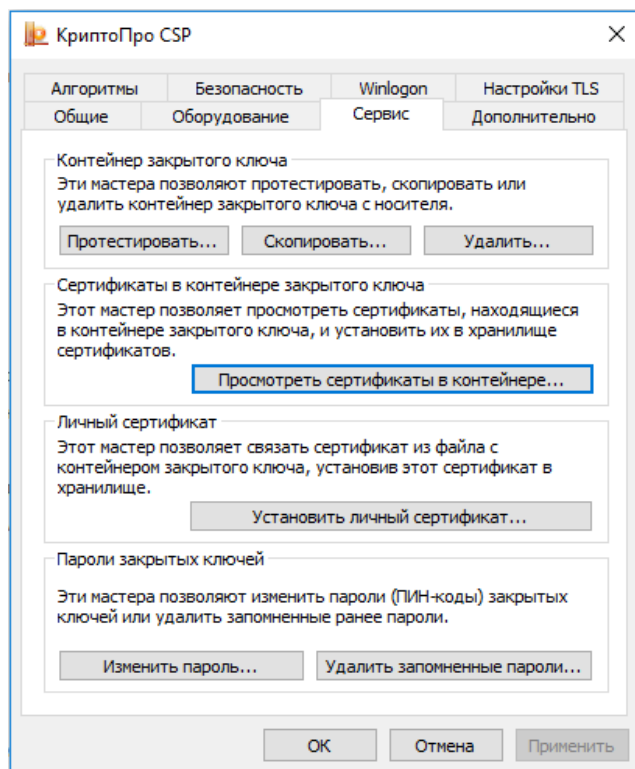 КриптоПро CSP
Алгоритмы Безопасность Winlogon Настройки TLS
Общие Оборудование Сервис Дополнительно
Контейнер закрытого ключа
Эти мастера позволяют протестировать, скопировать или
удалить контейнер закрытого ключа с носителя.
Протестировать... Скопировать... Удалить...
Сертификаты в контейнере закрытого ключа
Этот мастер позволяет просмотреть сертификаты, находящиеся
в контейнере закрытого ключа, и установить их в хранилище
сертификатов.
Просмотреть сертификаты в контейнере...
Личный сертификат
Этот мастер позволяет связать сертификат из файла с
контейнером закрытого ключа, установив этот сертификат в
хранилище.
Установить личный сертификат...
Пароли закрытых ключей
Эти мастера позволяют изменить пароли (ПИН-коды) закрытых
ключей или удалить запомненные ранее пароли.
Изменить пароль... Удалить запомненные пароли...
ОК Отмена Применить